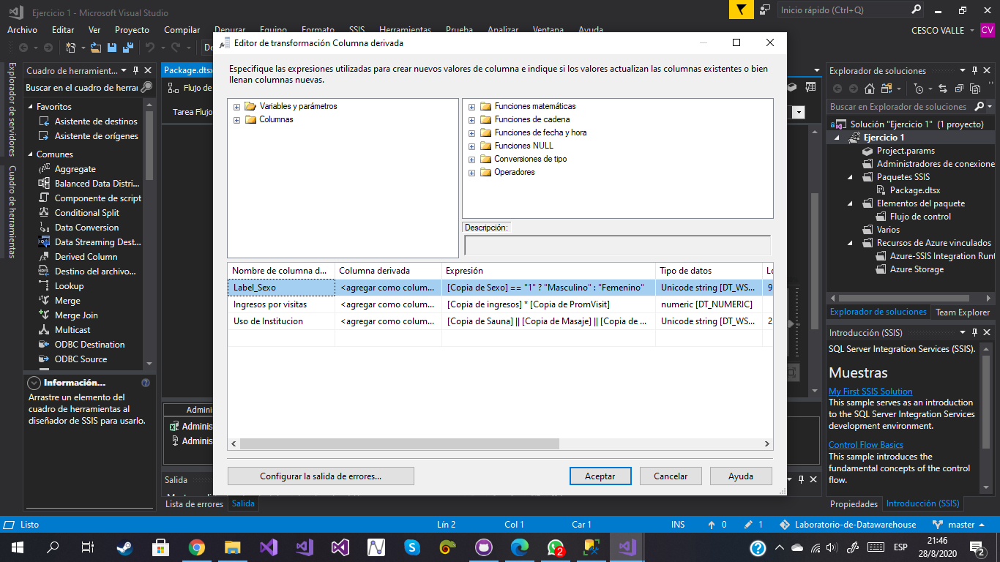 Ejercicio 1 - Microsoft Visual Studio
Inicio rápido (Ctrl+Q)
Archivo Editar Ver Proyecto Compilar Depurar Equipo Formato SSIS Herramientas Prueba Analizar Ventana Ayuda
CESCO VALLE
CV
De
Explorador de servidores
Cuadro de herramientas
Cuadro de herramient...
Buscar en el cuadro de herra
Favoritos
Asistente de destinos
Asistente de orígenes
Comunes
Aggregate
Balanced Data Distri...
Componente de script
Conditional Split
Data Conversion
Data Streaming Dest...
Derived Column
Destino del archivo...
Lookup
Merge
Merge Join
Multicast
ODBC Destination
ODBC Source
Información...
Arrastre un elemento del
cuadro de herramientas al
diseñador de SSIS para usarlo.
Package.dtsx
Flujo de
Tarea Flujo
Admini
Adminis
Adminis
Salida
Lista de errores Salida
Editor de transformación Columna derivada
Especifique las expresiones utilizadas para crear nuevos valores de columna e indique si los valores actualizan las columnas existentes o bien
llenan columnas nuevas.
Variables y parámetros
Columnas
Funciones matemáticas
Funciones de cadena
Funciones de fecha y hora
Funciones NULL
Conversiones de tipo
Operadores
Descripción:
Nombre de columna d... Columna derivada Expresión Tipo de datos Lo
Label_Sexo <agregar como colum... [Copia de Sexo] == "1" ? "Masculino" : "Femenino" Unicode string [DT_WS... 9
Ingresos por visitas <agregar como colum... [Copia de ingresos] * [Copia de PromVisit] numeric [DT_NUMERIC]
Uso de Institucion <agregar como colum... [Copia de Sauna] || [Copia de Masaje] || [Copia de ... Unicode string [DT_WS... 2
Configurar la salida de errores...
Aceptar
Cancelar
Ayuda
Explorador de soluciones
Buscar en Explorador de soluciones
Solución "Ejercicio 1" (1 proyecto)
Ejercicio 1
Project.params
Administradores de conexione
Paquetes SSIS
Package.dtsx
Elementos del paquete
Flujo de control
Varios
Recursos de Azure vinculados
Azure-SSIS Integration Runt
Azure Storage
Explorador de soluciones Team Explorer
Introducción (SSIS)
SQL Server Integration Services (SSIS).
Muestras
My First SSIS Solution
This sample serves as an introduction
to the SQL Server Integration Services
development environment.
Control Flow Basics
This sample introduces the
fundamental concepts of the control
flow.
Propiedades Introducción (SSIS)
Listo
Lín 2
Col 1
Car 1
INS
0
1
Laboratorio-de-Datawarehouse
master
2
ESP
21:46
28/8/2020
2